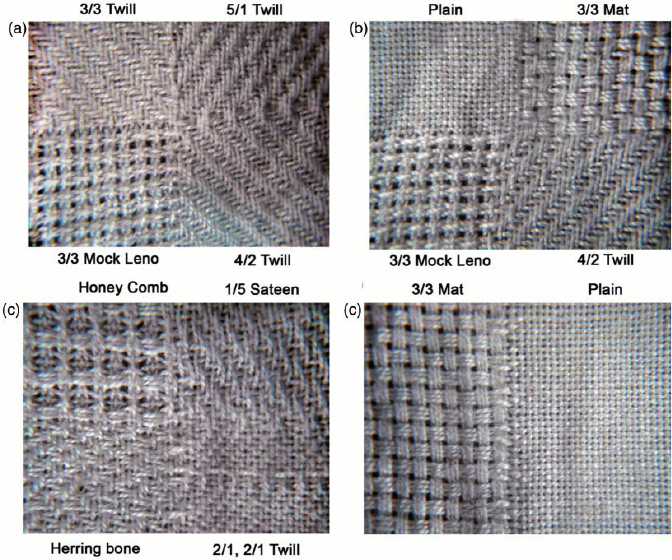 3/3 Twill 5/1 Twill
(a)
3/3 Mock Leno 4/2 Twill
Plain 3/3 Mat
(b)
3/3 Mock Leno 4/2 Twill
Honey Comb 1/5 Sateen
(c)
Herring bone 2/1, 2/1 Twill
3/3 Mat Plain
(c)